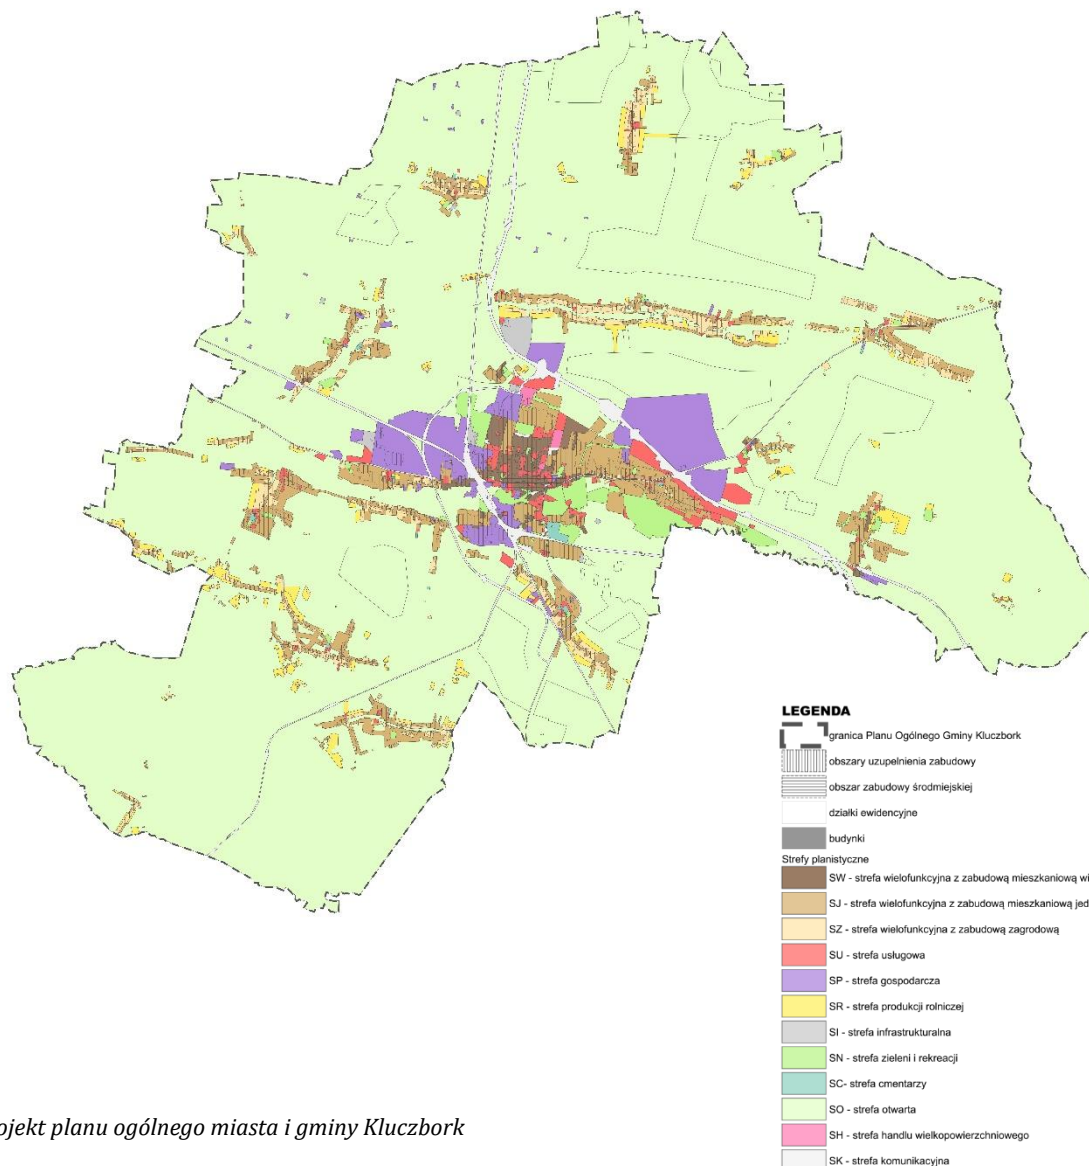 LEGENDA
granica Planu Ogólnego Gminy Kluczbork
obszary uzupełnienia zabudowy
obszar zabudowy śródmiejskiej
działki ewidencyjne
budynki
Strefy planistyczne
SW - strefa wielofunkcyjna z zabudową mieszkaniową wi
SJ - strefa wielofunkcyjna z zabudową mieszkaniową jed
SZ - strefa wielofunkcyjna z zabudową zagrodową
SU - strefa usługowa
SP - strefa gospodarcza
SR - strefa produkcji rolniczej
SI - strefa infrastrukturalna
SN - strefa zieleni i rekreacji
SC- strefa cmentarzy
SO - strefa otwarta
SH - strefa handlu wielkopowierzchniowego
SK - strefa komunikacyjna
ojekt planu ogólnego miasta i gminy Kluczbork